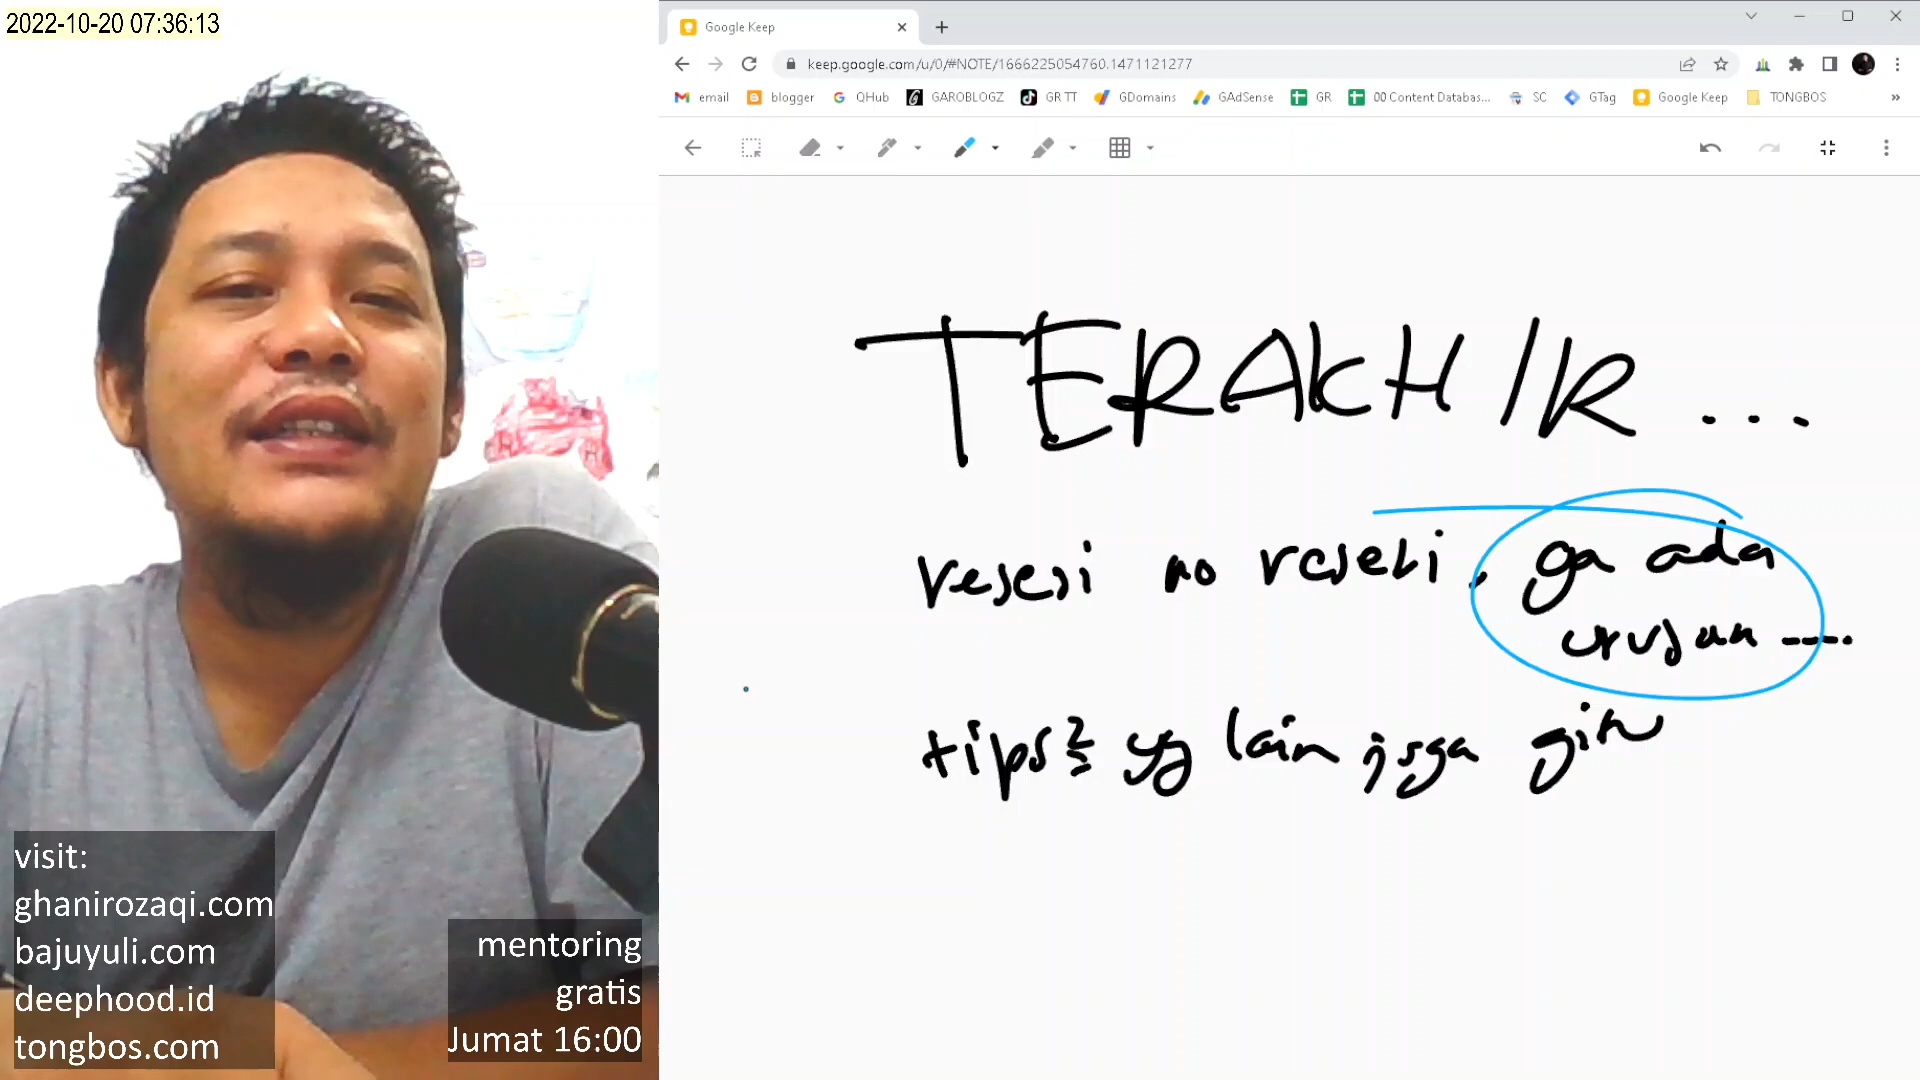 2022-10-20 07:36:13
Google Keep
keep.google.com/u/0/#NOTE/1666225054760.1471121277
email blogger QHub GAROBLOGZ GR TT GDomains GAdSense GR 00 Content Databas... SC GTag Google Keep TONGBOS »
TERAKHIR ...
resesi no resesi, ga ada
urusan ....
tips2 yg lain juga gitu
visit:
ghanirozaqi.com
bajuyuli.com
deephood.id
tongbos.com
mentoring
gratis
Jumat 16:00